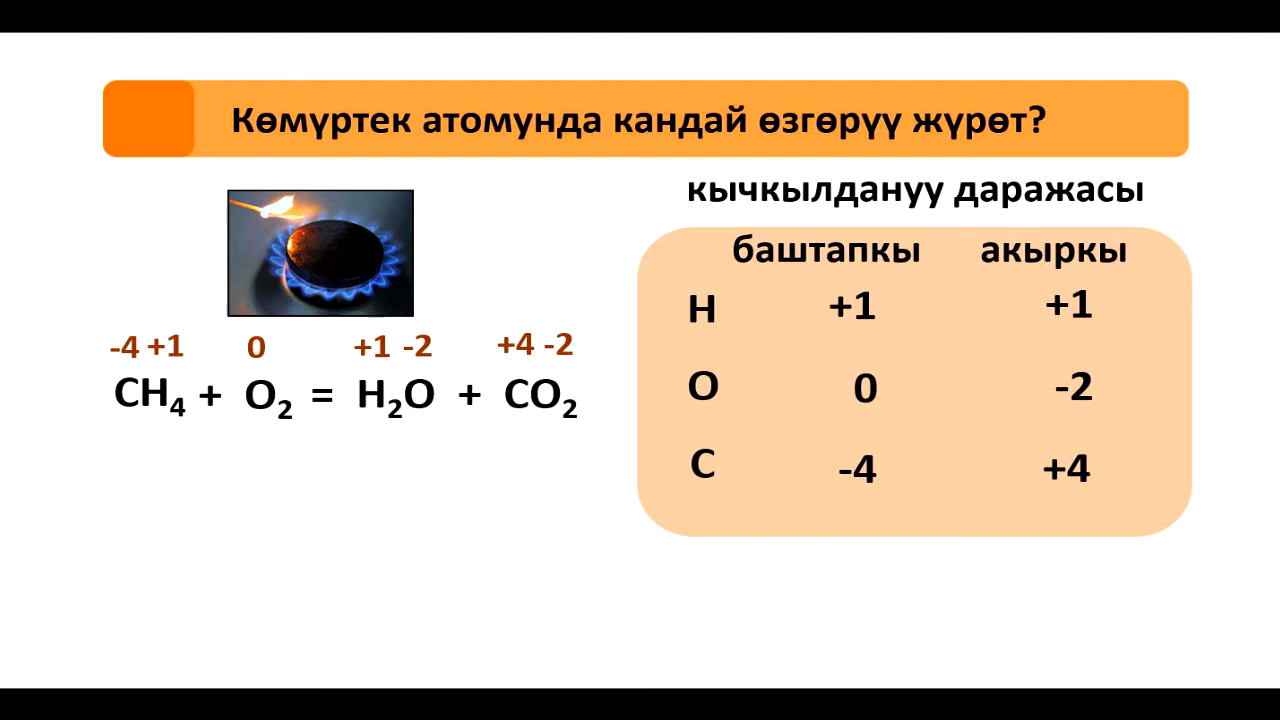 Көмүртек атомунда кандай өзгөрүү жүрөт?
кычкылдануу даражасы
баштапкы акыркы
H +1 +1
O 0 -2
C -4 +4
-4 +1 0 +1 -2 +4 -2
CH₄ + O₂ = H₂O + CO₂